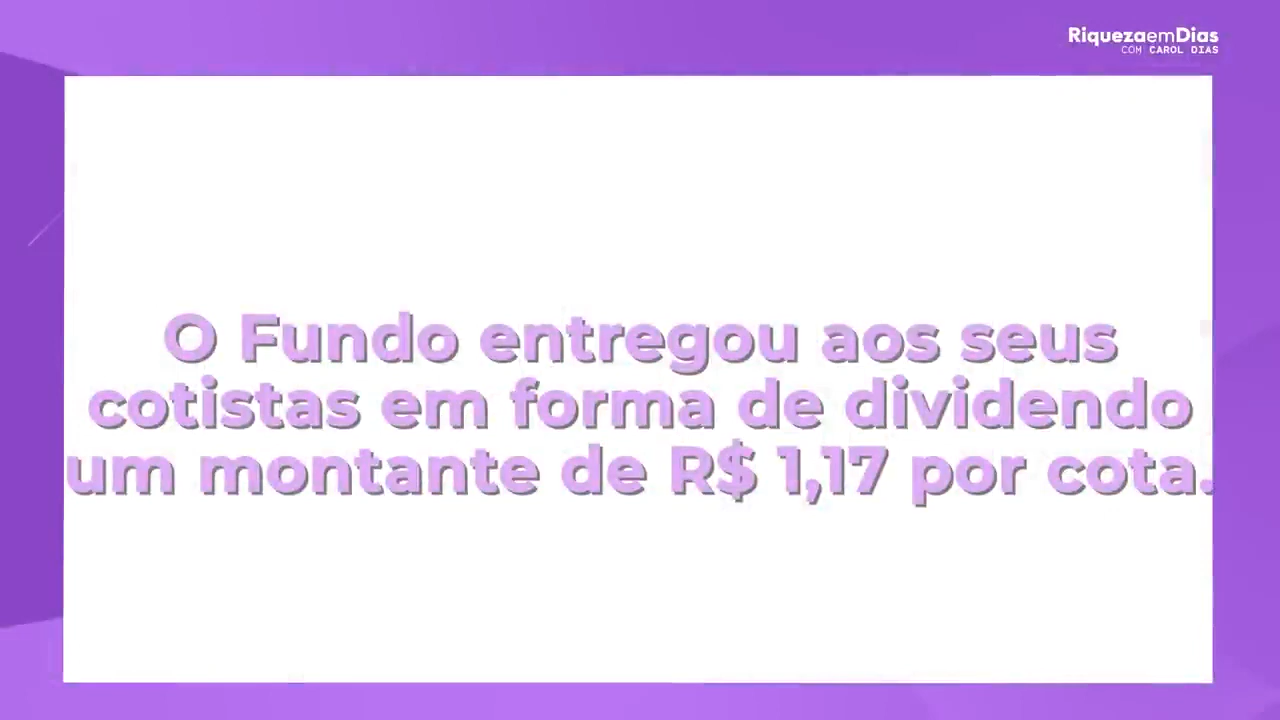 RiquezaemDias
COM CAROL DIAS
O Fundo entregou aos seus
cotistas em forma de dividendo
um montante de R$ 1,17 por cota.